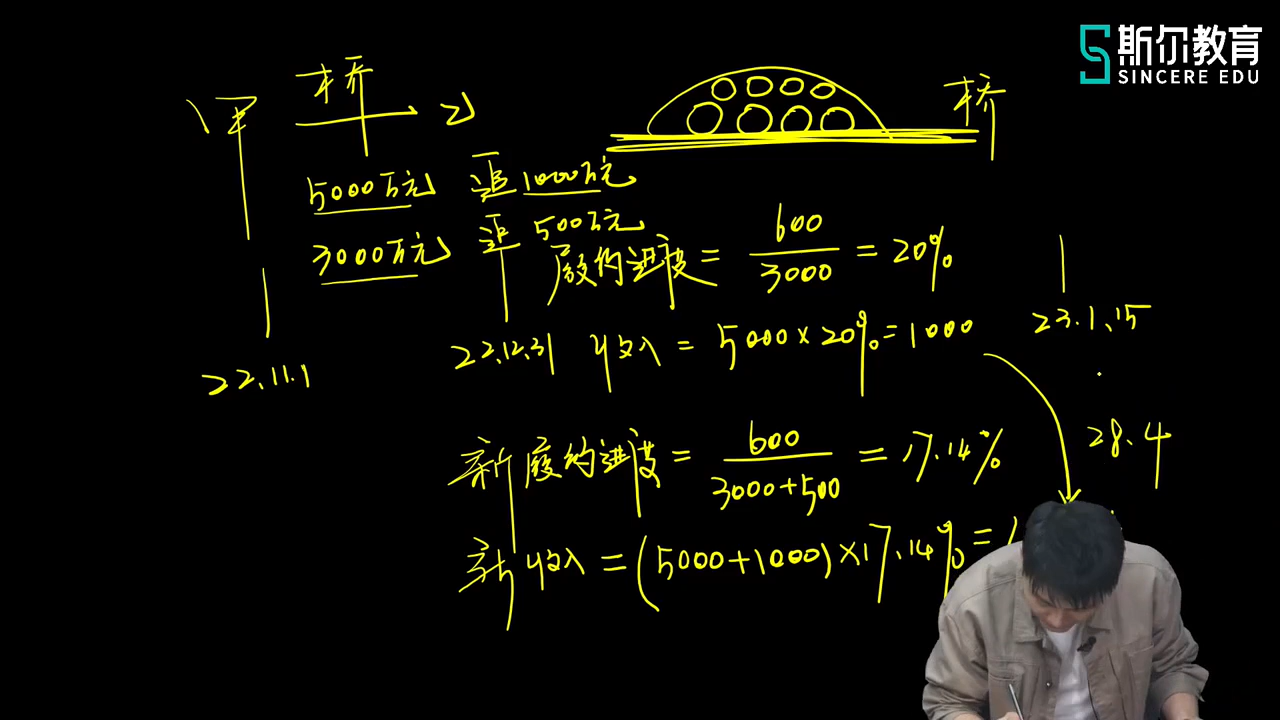 斯尔教育
SINCERE EDU
甲 桥 乙
桥
5000万元 追1000万元
3000万元 追 500万元
履约进度 = 600/3000 = 20%
23.1.15
22.12.31 收入 = 5000×20%=1000
22.11.1
28.4
新履约进度 = 600/3000+500 = 17.14%
新收入 = (5000+1000)×17.14%=1